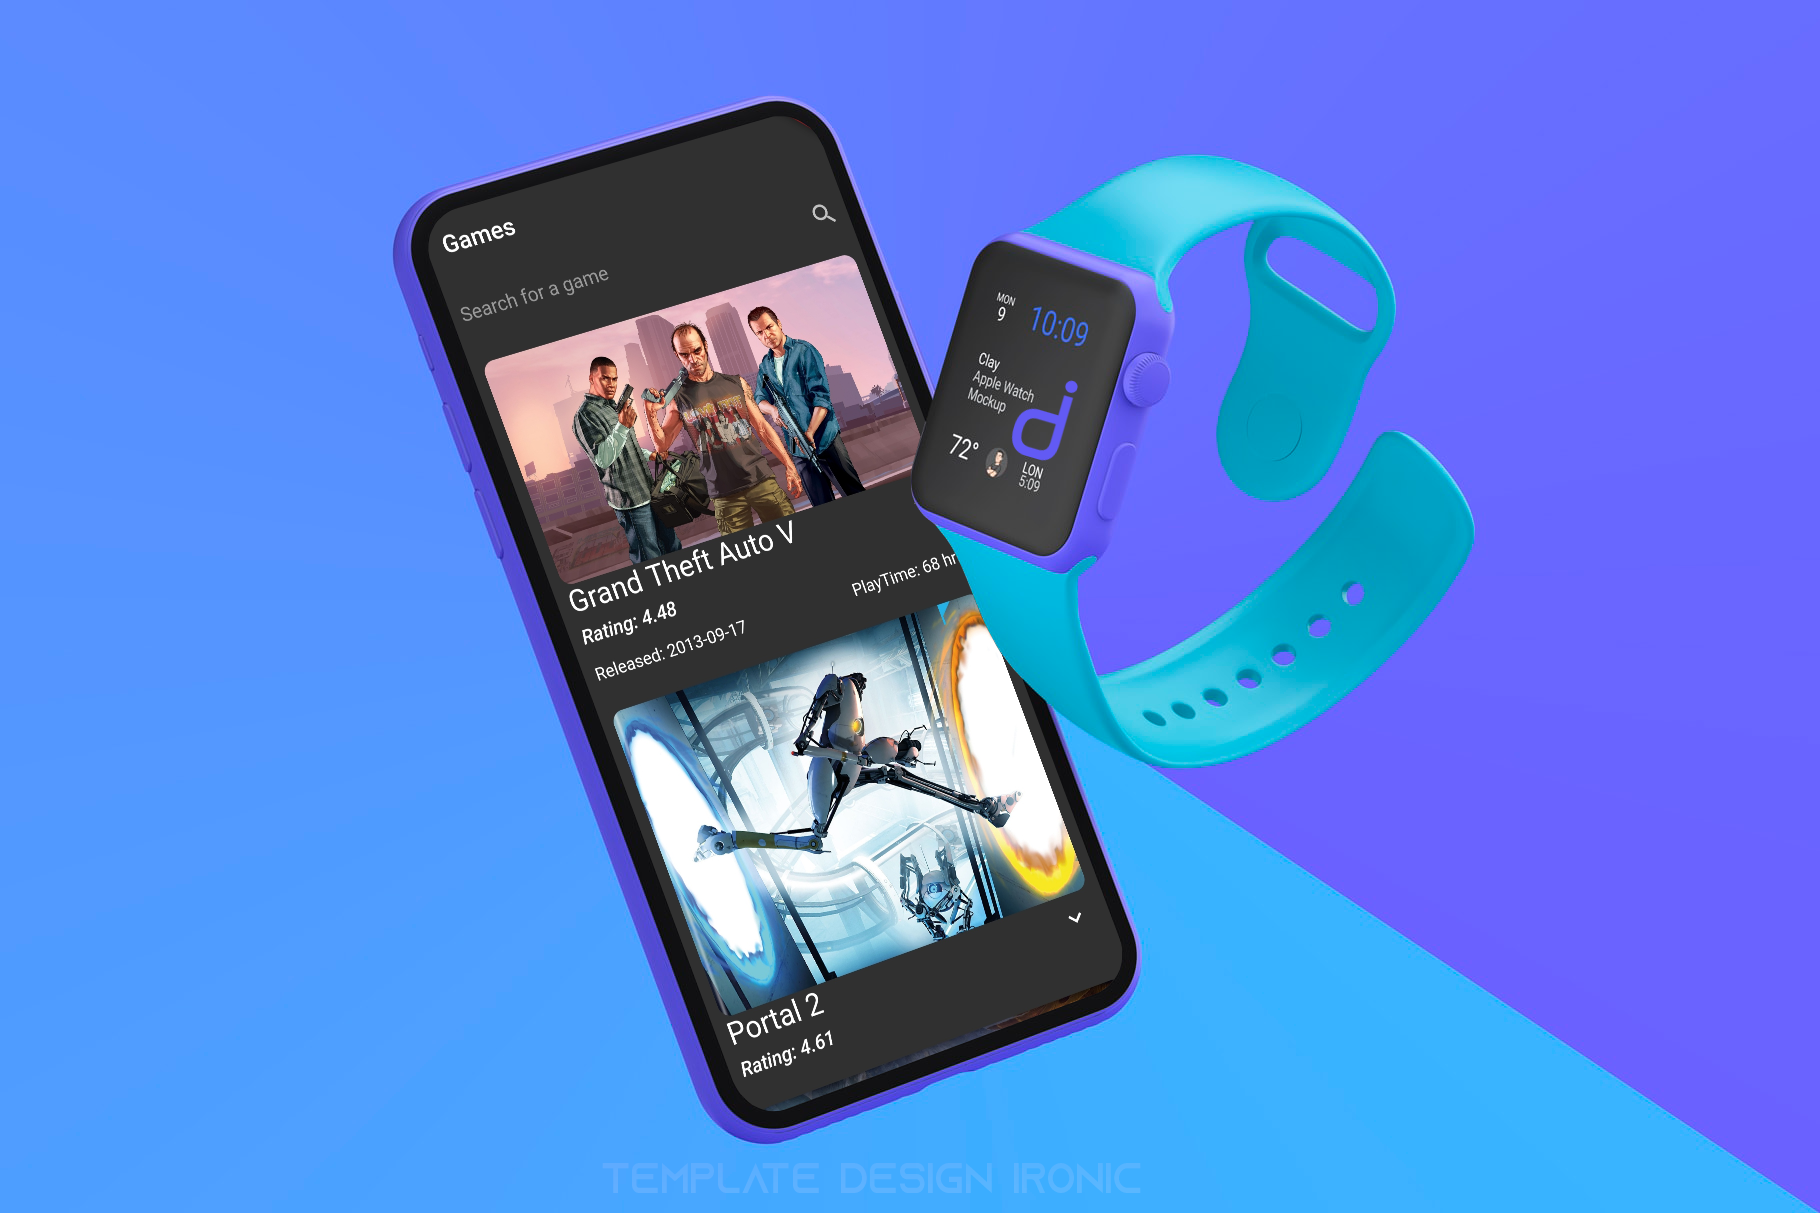 Games
Search for a game
Grand Theft Auto V
Rating: 4.48
PlayTime: 68 hr
Released: 2013-09-17
Portal 2
Rating: 4.61
MON
9
10:09
Clay
Apple Watch
Mockup
72°
LON
5:09
TEMPLATE DESIGN IRONIC